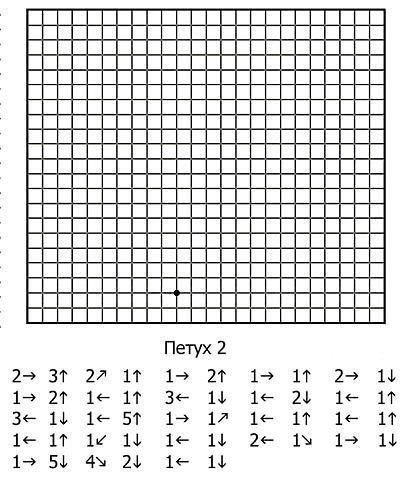 Петух 2
2→ 3↑ 2↗ 1↑ 1→ 2↑ 1→ 1↑ 2→ 1↓
1→ 2↑ 1← 1↑ 3← 1↓ 1← 2↓ 1← 1↑
3← 1↓ 1← 5↑ 1→ 1↗ 1← 1↑ 1← 1↑
1← 1↑ 1↙ 1↓ 1← 1↓ 2← 1↘ 1→ 1↓
1→ 5↓ 4↘ 2↓ 1← 1↓